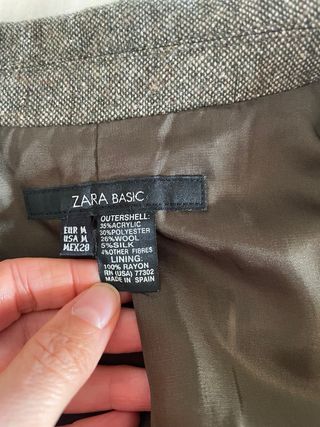 ZARA BASIC
EUR M
USA M
MEX 28
OUTERSHELL:
35%ACRYLIC
30%POLYESTER
26%WOOL
5%SILK
4%OTHER FIBRES
LINING:
100% RAYON
RN (USA) 77302
MADE IN SPAIN